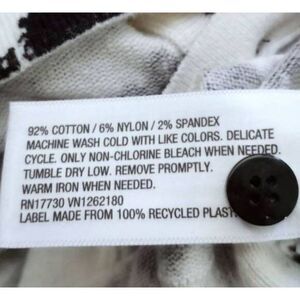 92% COTTON / 6% NYLON / 2% SPANDEX
MACHINE WASH COLD WITH LIKE COLORS. DELICATE
CYCLE. ONLY NON-CHLORINE BLEACH WHEN NEEDED.
TUMBLE DRY LOW. REMOVE PROMPTLY.
WARM IRON WHEN NEEDED.
RN17730 VN1262180
LABEL MADE FROM 100% RECYCLED PLAST